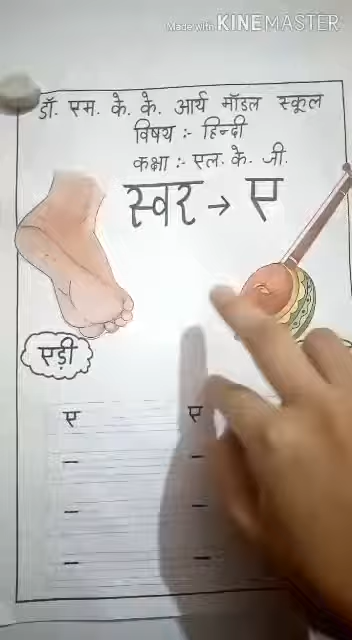 Made with KINEMASTER
डॉ. एम. के. के. आर्य मॉडल स्कूल
विषय :- हिन्दी
कक्षा :- एल. के. जी.
स्वर → ए
एड़ी
ए ए